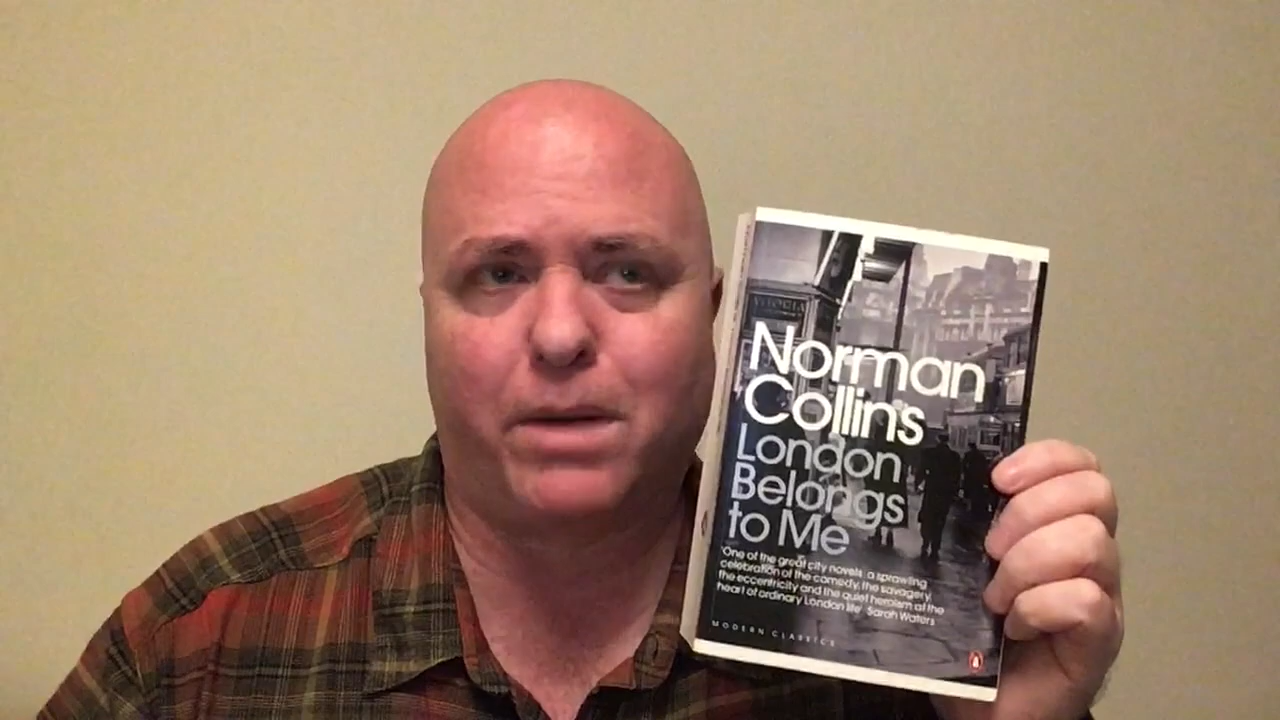 Norman
Collins
London
Belongs
to Me
'One of the great city novels: a sprawling
celebration of the comedy, the savagery,
the eccentricity and the quiet heroism at the
heart of ordinary London life' Sarah Waters
MODERN CLASSICS